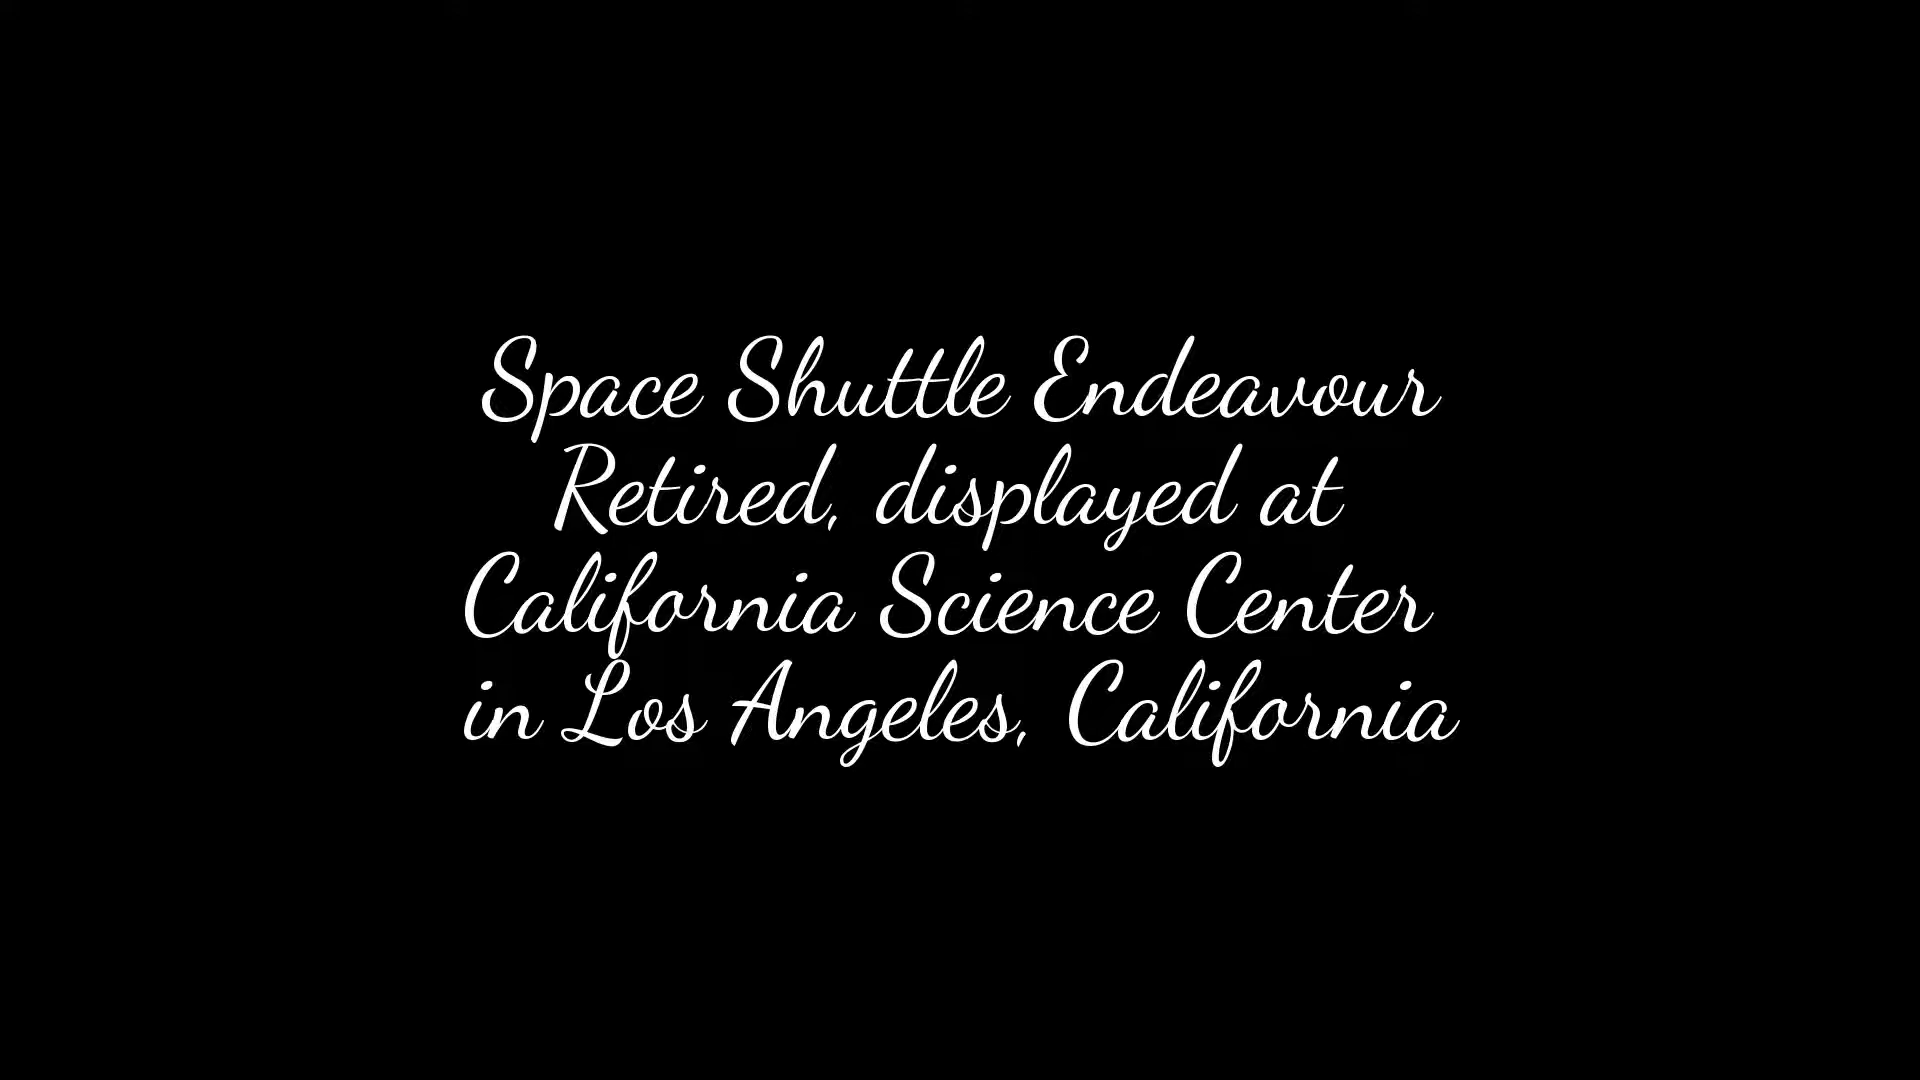 Space Shuttle Endeavour
Retired, displayed at
California Science Center
in Los Angeles, California